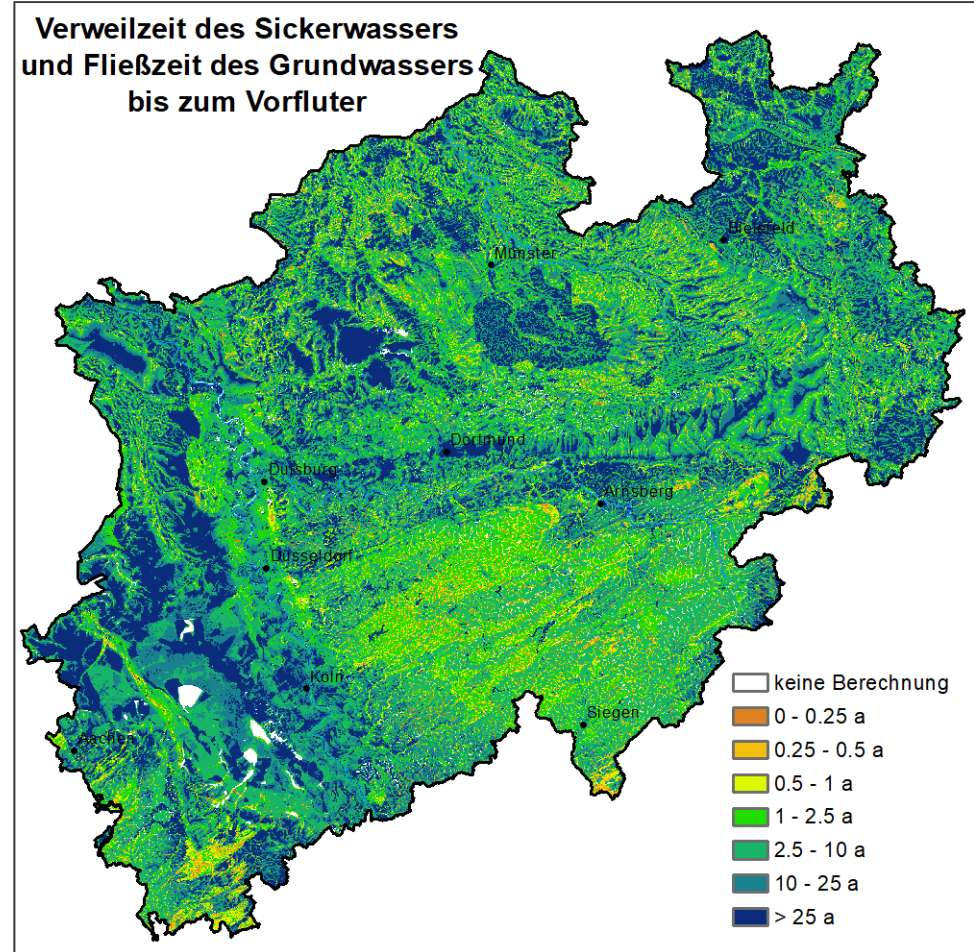 Verweilzeit des Sickerwassers
und Fließzeit des Grundwassers
bis zum Vorfluter
Bielefeld
Münster
Dortmund
Duisburg
Arnsberg
Düsseldorf
Köln
Siegen
Aachen
keine Berechnung
0 - 0.25 a
0.25 - 0.5 a
0.5 - 1 a
1 - 2.5 a
2.5 - 10 a
10 - 25 a
> 25 a